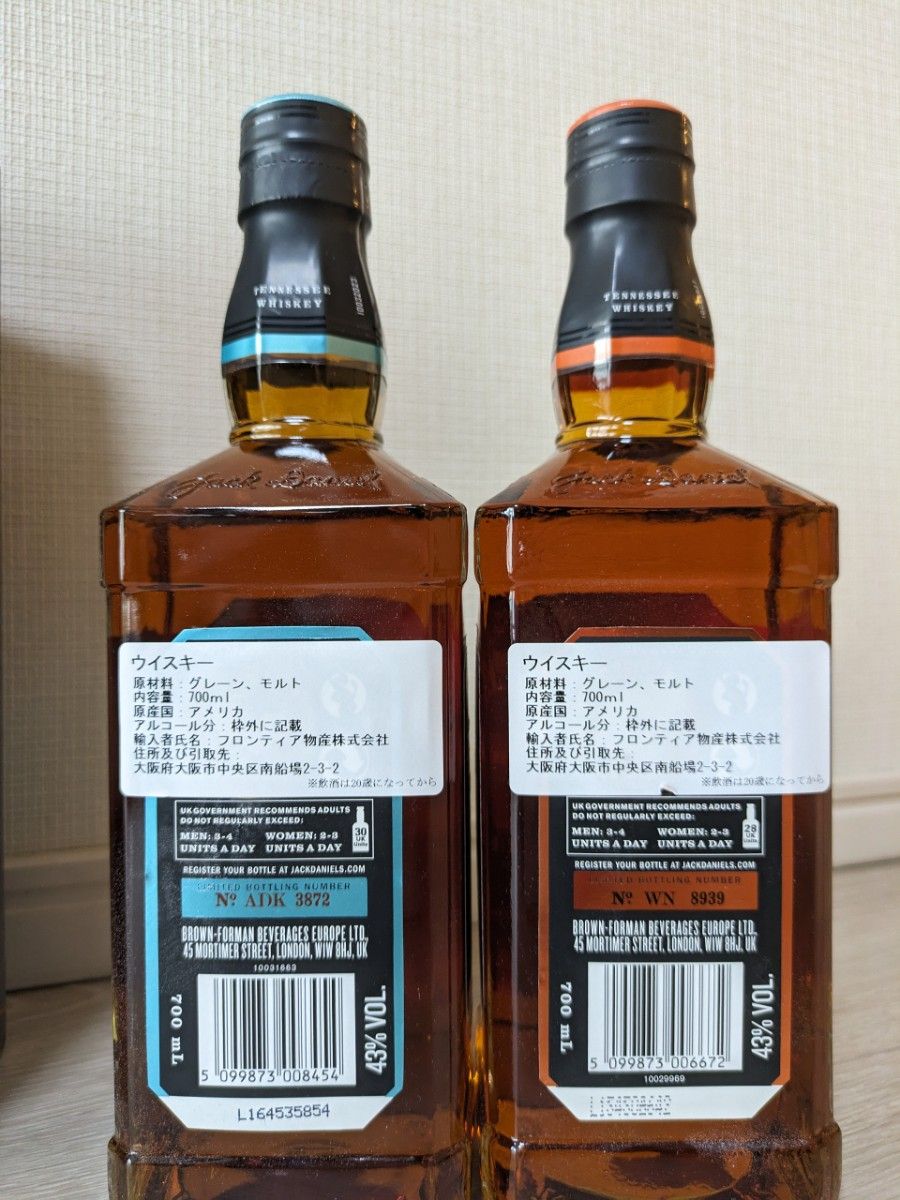 TENNESSEE
WHISKEY
10032023
Jack Daniel
ウイスキー
原材料：グレーン、モルト
内容量：700ml
原産国：アメリカ
アルコール分：枠外に記載
輸入者氏名：フロンティア物産株式会社
住所及び引取先：
大阪府大阪市中央区南船場2-3-2
※飲酒は20歳になってから
UK GOVERNMENT RECOMMENDS ADULTS
DO NOT REGULARLY EXCEED:
MEN: 3-4 WOMEN: 2-3
UNITS A DAY UNITS A DAY
30
UK
Units
REGISTER YOUR BOTTLE AT JACKDANIELS.COM
LIMITED BOTTLING NUMBER
Nº ADK 3872
BROWN-FORMAN BEVERAGES EUROPE LTD.
45 MORTIMER STREET, LONDON, W1W 8HJ, UK
10031663
700 mL
43% VOL.
5 099873 008454
L164535854
TENNESSEE
WHISKEY
Jack Daniel
ウイスキー
原材料：グレーン、モルト
内容量：700ml
原産国：アメリカ
アルコール分：枠外に記載
輸入者氏名：フロンティア物産株式会社
住所及び引取先：
大阪府大阪市中央区南船場2-3-2
※飲酒は20歳になってから
UK GOVERNMENT RECOMMENDS ADULTS
DO NOT REGULARLY EXCEED:
MEN: 3-4 WOMEN: 2-3
UNITS A DAY UNITS A DAY
28
UK
Units
REGISTER YOUR BOTTLE AT JACKDANIELS.COM
LIMITED BOTTLING NUMBER
Nº WN 8939
BROWN-FORMAN BEVERAGES EUROPE LTD.
45 MORTIMER STREET, LONDON, W1W 8HJ, UK
700 mL
43% VOL.
5 099873 006672
10029969